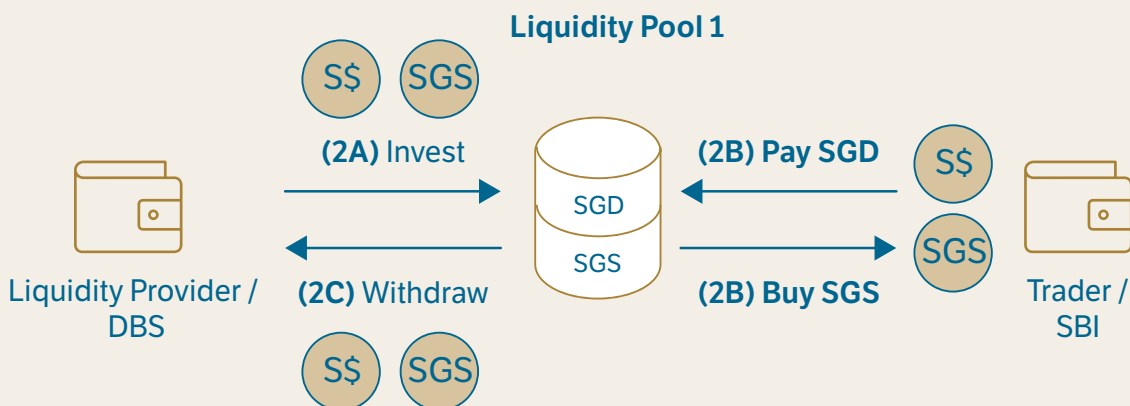 Liquidity Pool 1
S$
SGS
(2A) Invest
Liquidity Provider /
DBS
(2C) Withdraw
S$
SGS
SGD
SGS
(2B) Pay SGD
(2B) Buy SGS
S$
SGS
Trader /
SBI